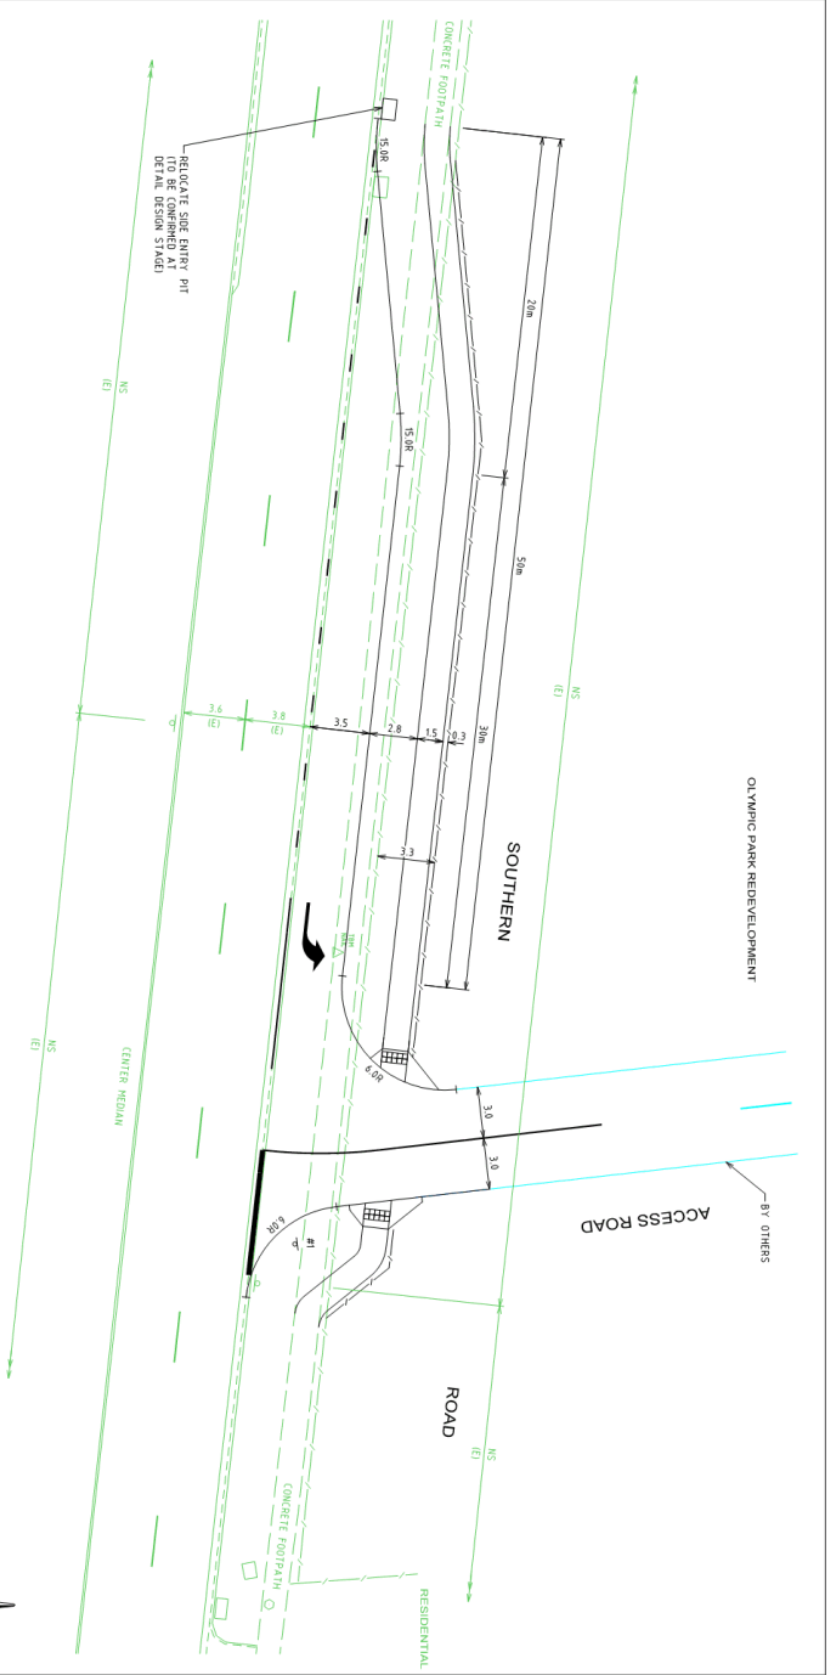 CONCRETE FOOTPATH
15.0R
RELOCATE SIDE ENTRY PIT
(TO BE CONFIRMED AT
DETAIL DESIGN STAGE)
20m
NS
(E)
15.0R
50m
NS
(E)
3.6
(E)
3.8
(E)
3.5
2.8
1.5
0.3
30m
OLYMPIC PARK REDEVELOPMENT
3.3
SOUTHERN
NS
(E)
CENTER MEDIAN
6.0R
3.0
3.0
BY OTHERS
ACCESS ROAD
6.0R
#1
ROAD
NS
(E)
CONCRETE FOOTPATH
RESIDENTIAL